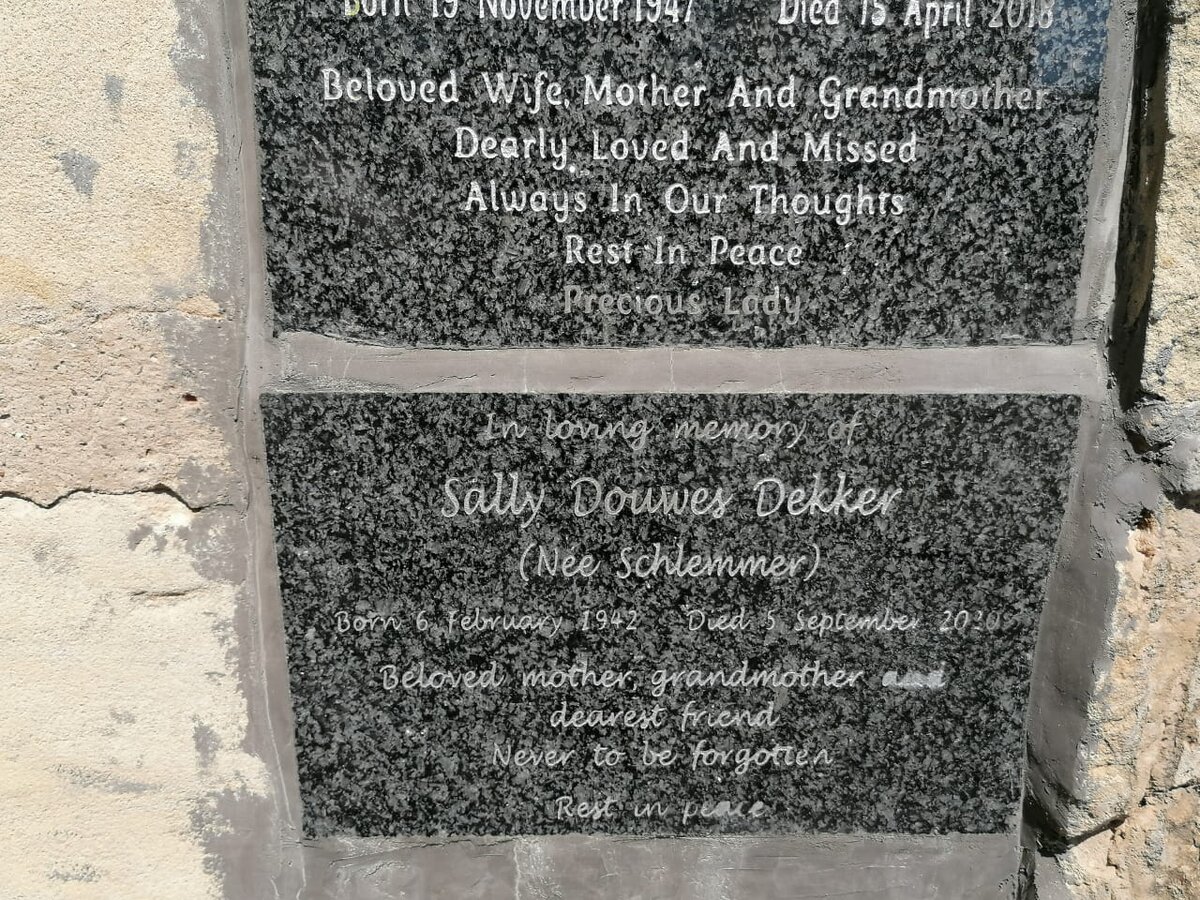 Born 19 November 1947 Died 15 April 2018
Beloved Wife, Mother And Grandmother
Dearly Loved And Missed
Always In Our Thoughts
Rest In Peace
Precious Lady
In loving memory of
Sally Douwes Dekker
(Nee Schlemmer)
Born 6 February 1942 Died 5 September 2020
Beloved mother, grandmother and
dearest friend
Never to be forgotten
Rest in peace